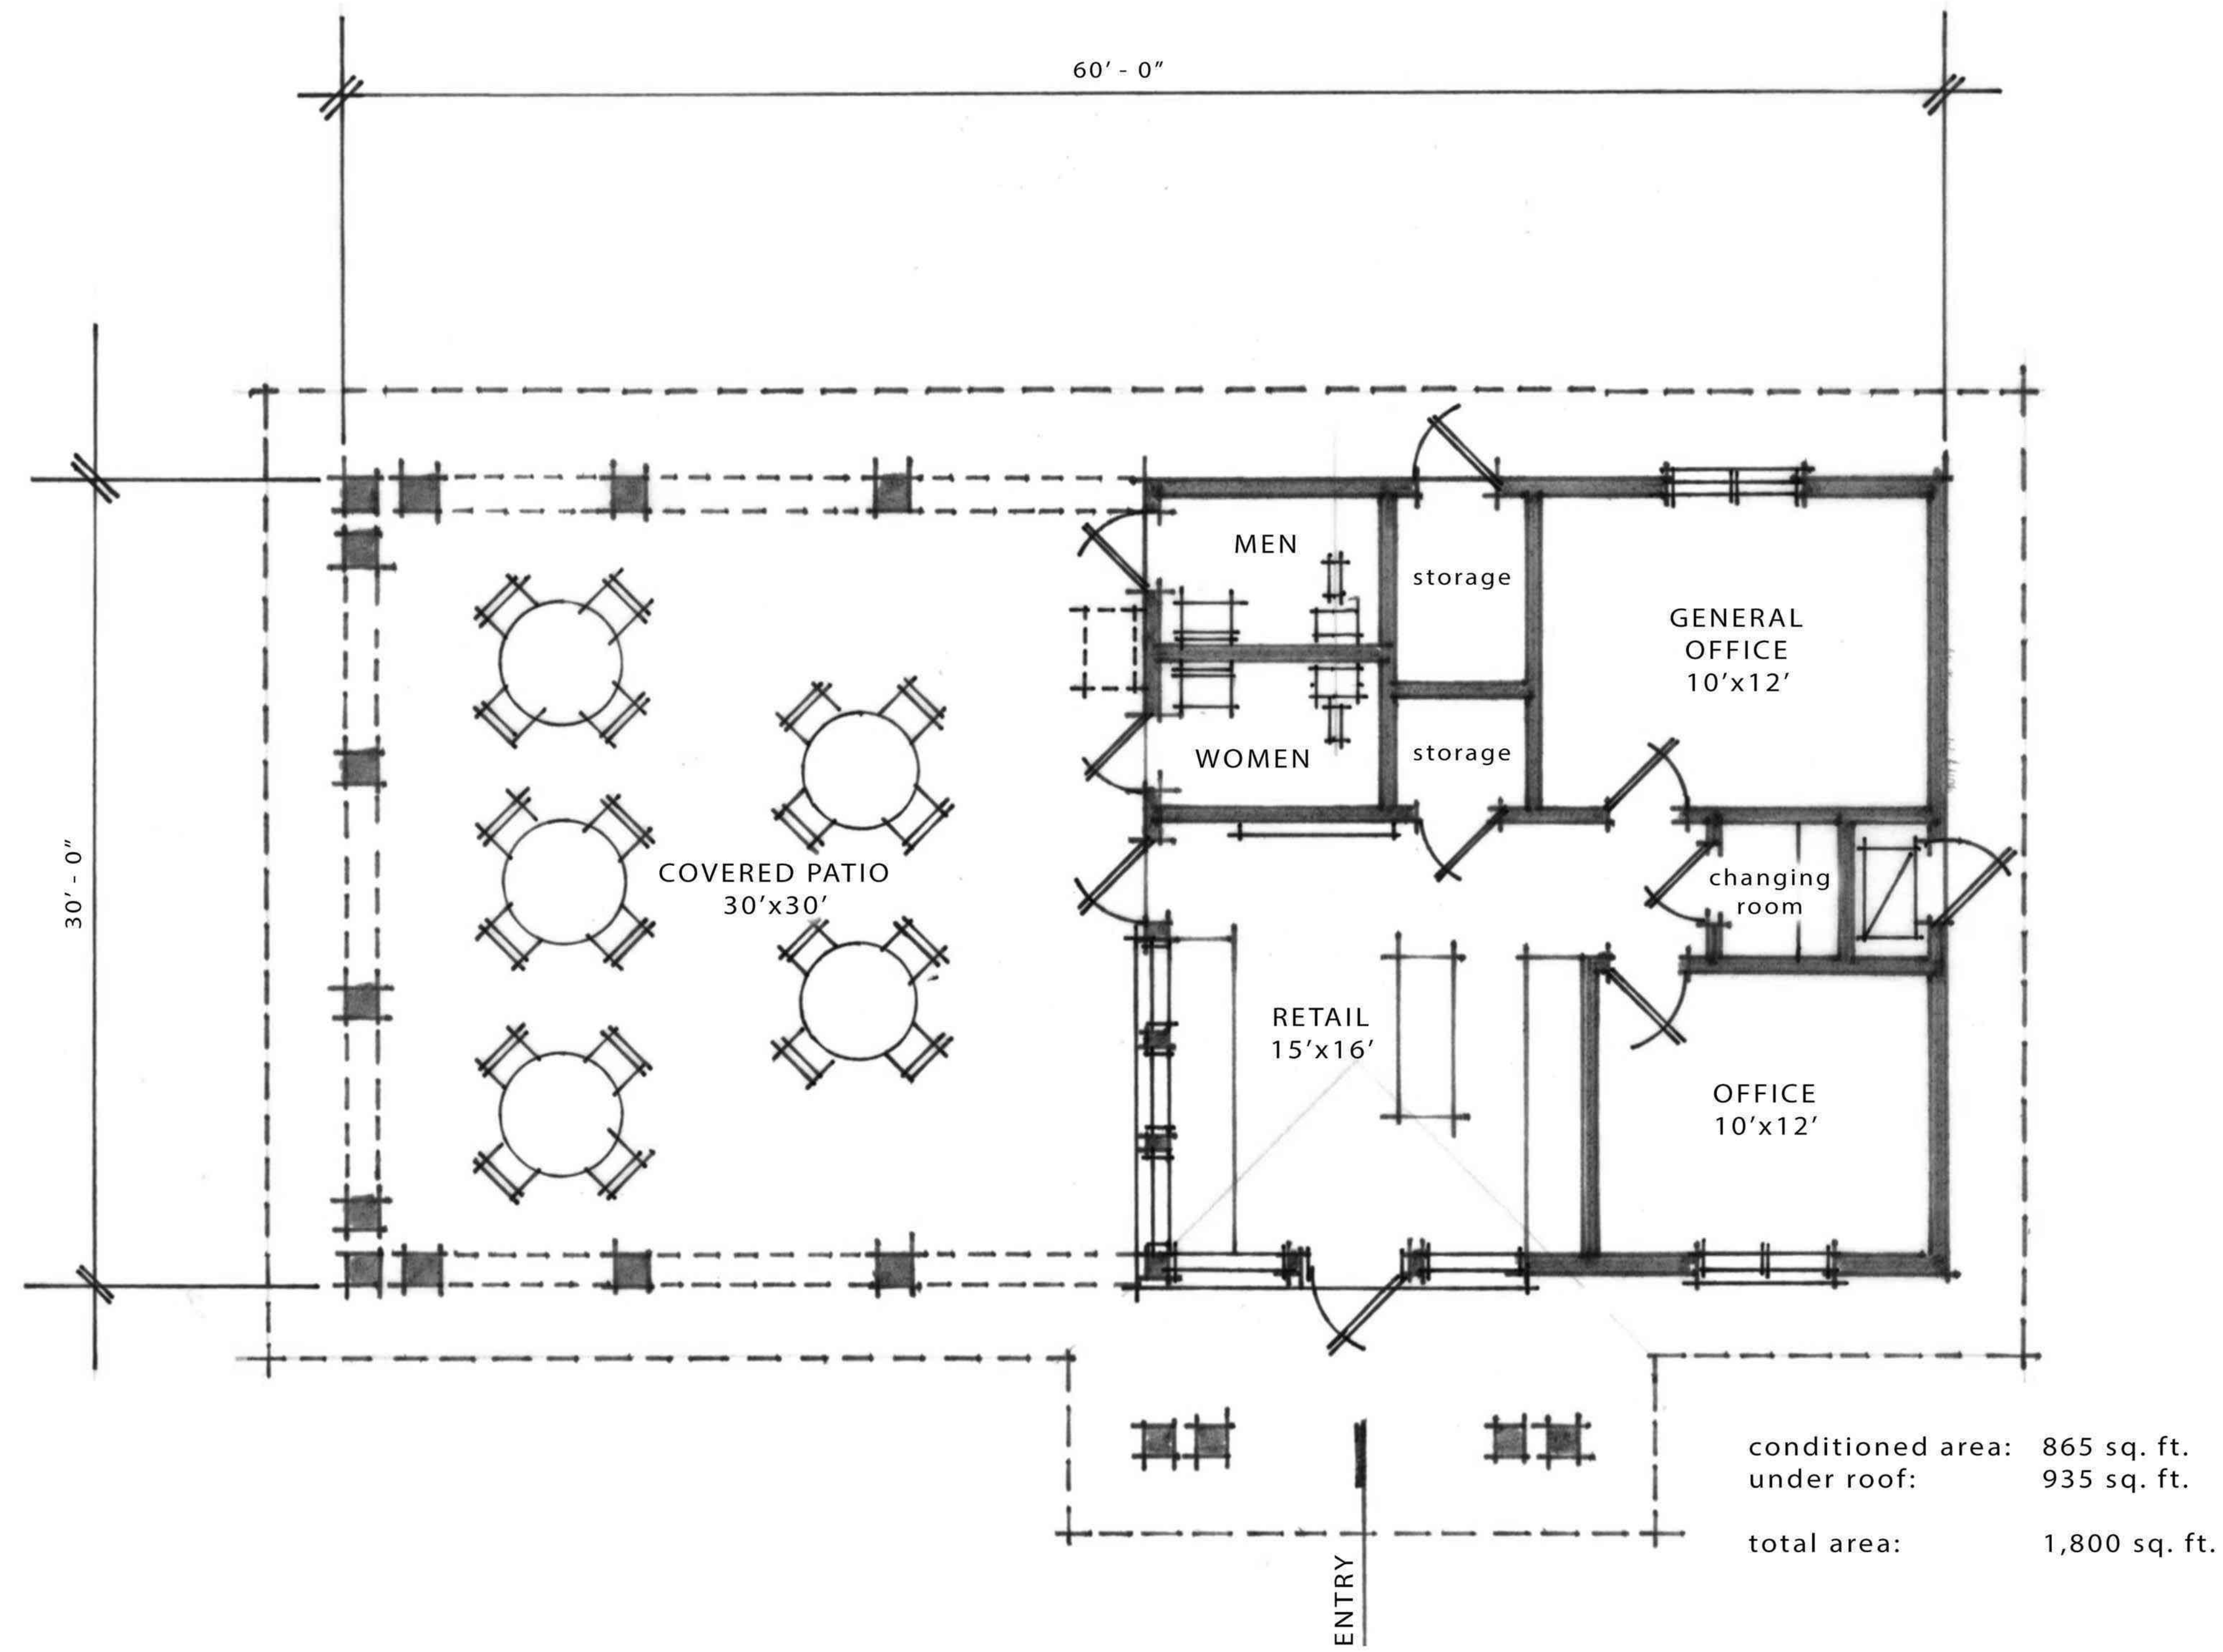 60' - 0"
30' - 0"
MEN
storage
GENERAL
OFFICE
10'x12'
WOMEN
storage
COVERED PATIO
30'x30'
changing
room
RETAIL
15'x16'
OFFICE
10'x12'
conditioned area: 865 sq. ft.
under roof: 935 sq. ft.
total area: 1,800 sq. ft.
ENTRY